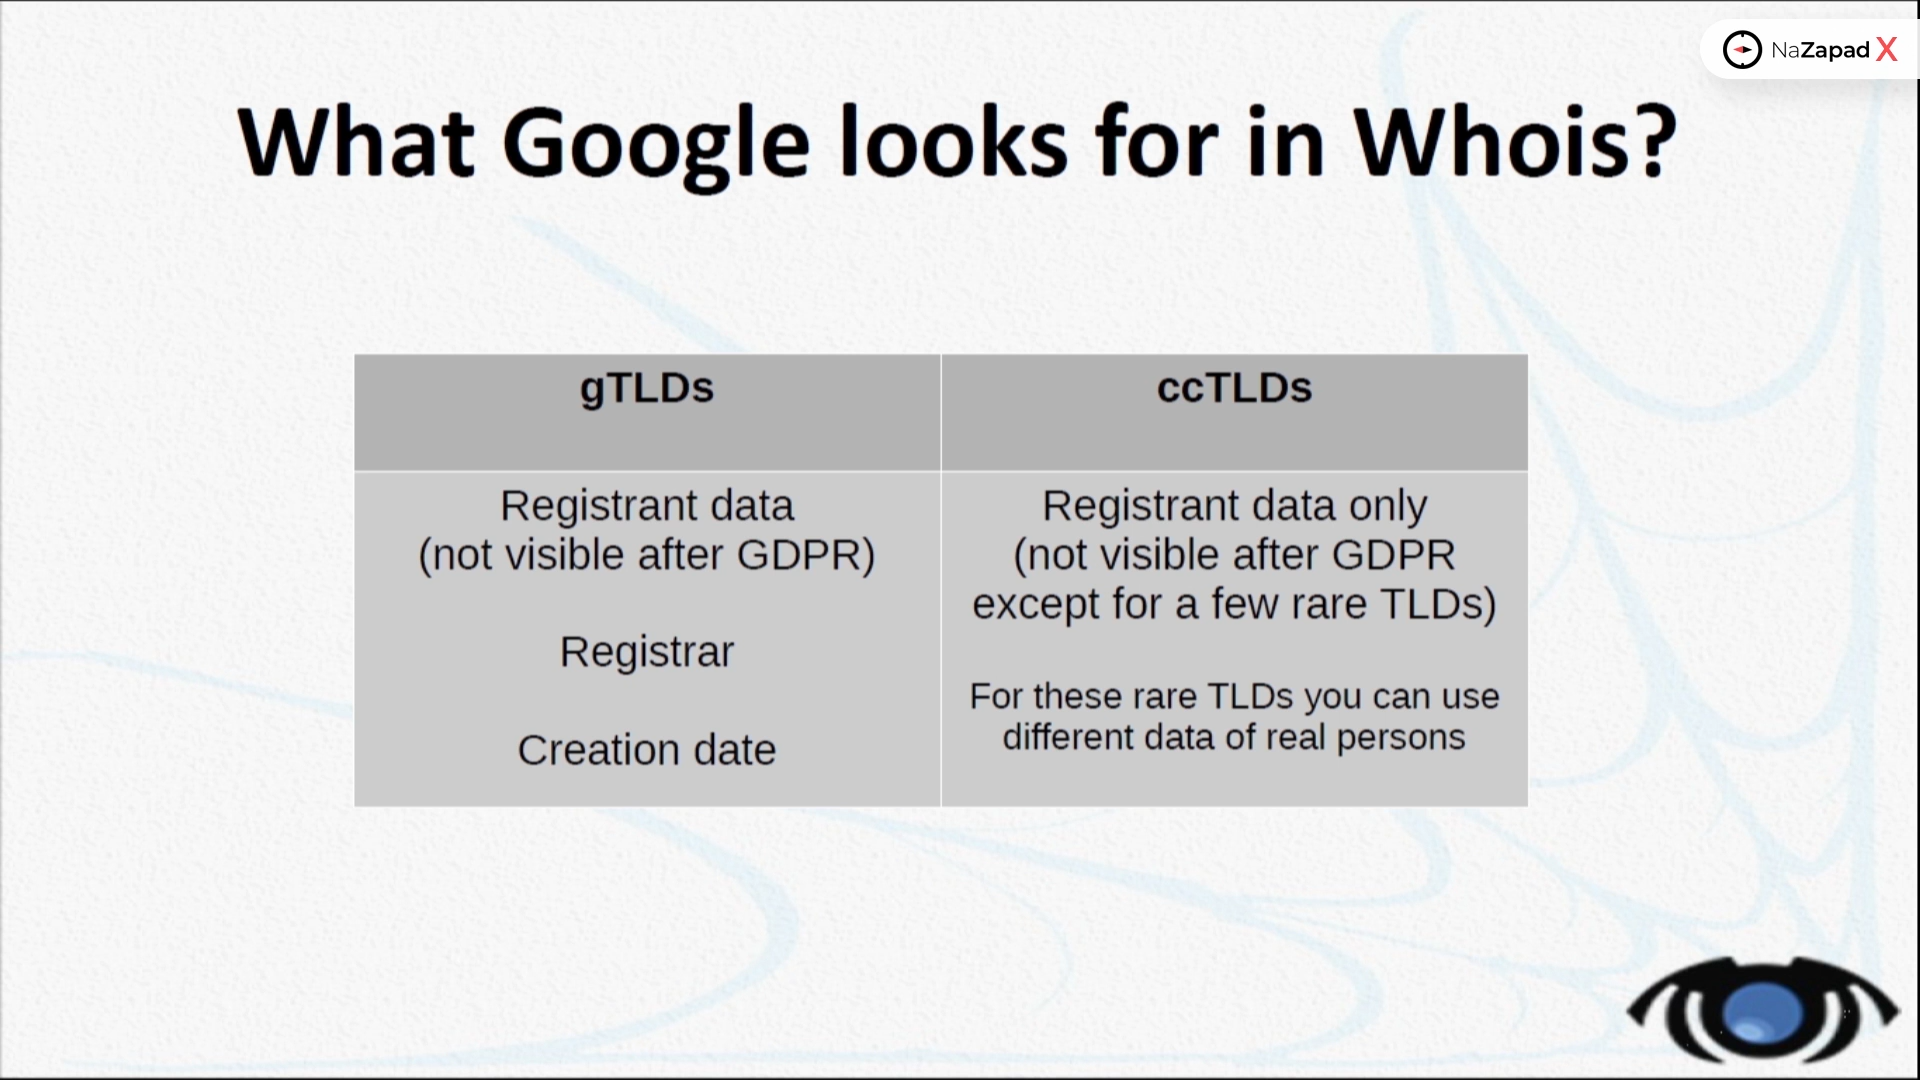 NaZapad X
What Google looks for in Whois?
gTLDs
ccTLDs
Registrant data
(not visible after GDPR)
Registrar
Creation date
Registrant data only
(not visible after GDPR
except for a few rare TLDs)
For these rare TLDs you can use
different data of real persons